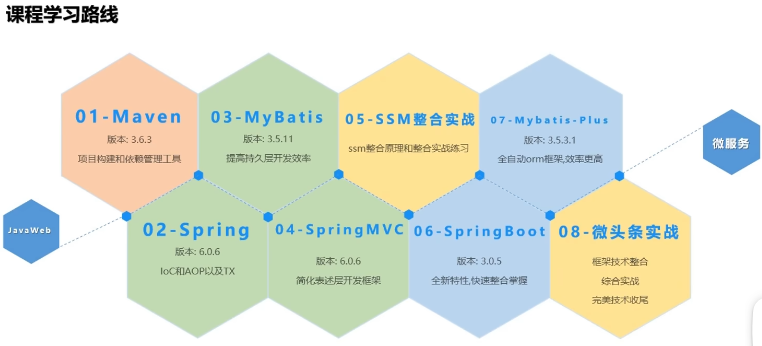 课程学习路线
01-Maven
版本: 3.6.3
项目构建和依赖管理工具
03-MyBatis
版本: 3.5.11
提高持久层开发效率
05-SSM整合实战
ssm整合原理和整合实战练习
07-Mybatis-Plus
版本: 3.5.3.1
全自动orm框架,效率更高
微服务
JavaWeb
02-Spring
版本: 6.0.6
IoC和AOP以及TX
04-SpringMVC
版本: 6.0.6
简化表述层开发框架
06-SpringBoot
版本: 3.0.5
全新特性,快速整合掌握
08-微头条实战
框架技术整合
综合实战
完美技术收尾